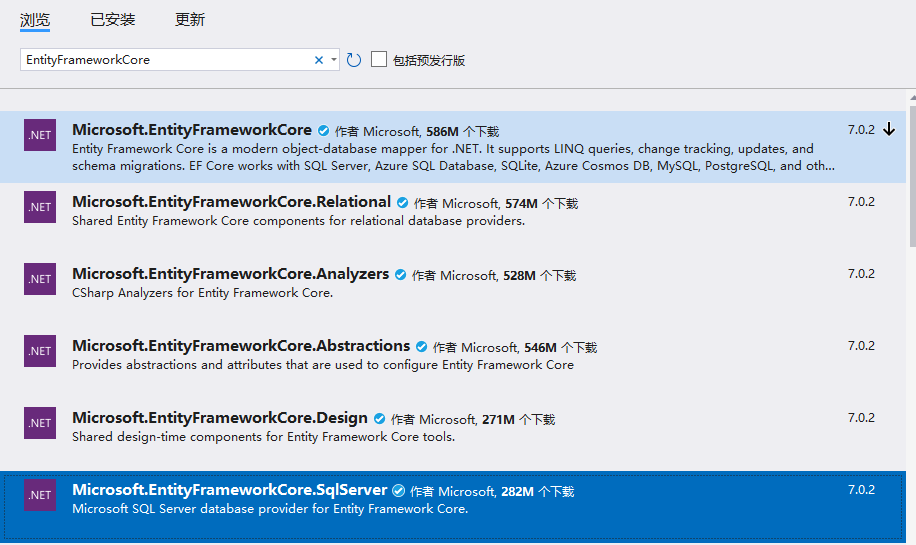 浏览 已安装 更新
EntityFrameworkCore 包括预发行版
.NET Microsoft.EntityFrameworkCore 作者 Microsoft, 586M 个下载 7.0.2
Entity Framework Core is a modern object-database mapper for .NET. It supports LINQ queries, change tracking, updates, and
schema migrations. EF Core works with SQL Server, Azure SQL Database, SQLite, Azure Cosmos DB, MySQL, PostgreSQL, and oth...
.NET Microsoft.EntityFrameworkCore.Relational 作者 Microsoft, 574M 个下载 7.0.2
Shared Entity Framework Core components for relational database providers.
.NET Microsoft.EntityFrameworkCore.Analyzers 作者 Microsoft, 528M 个下载 7.0.2
CSharp Analyzers for Entity Framework Core.
.NET Microsoft.EntityFrameworkCore.Abstractions 作者 Microsoft, 546M 个下载 7.0.2
Provides abstractions and attributes that are used to configure Entity Framework Core
.NET Microsoft.EntityFrameworkCore.Design 作者 Microsoft, 271M 个下载 7.0.2
Shared design-time components for Entity Framework Core tools.
.NET Microsoft.EntityFrameworkCore.SqlServer 作者 Microsoft, 282M 个下载 7.0.2
Microsoft SQL Server database provider for Entity Framework Core.